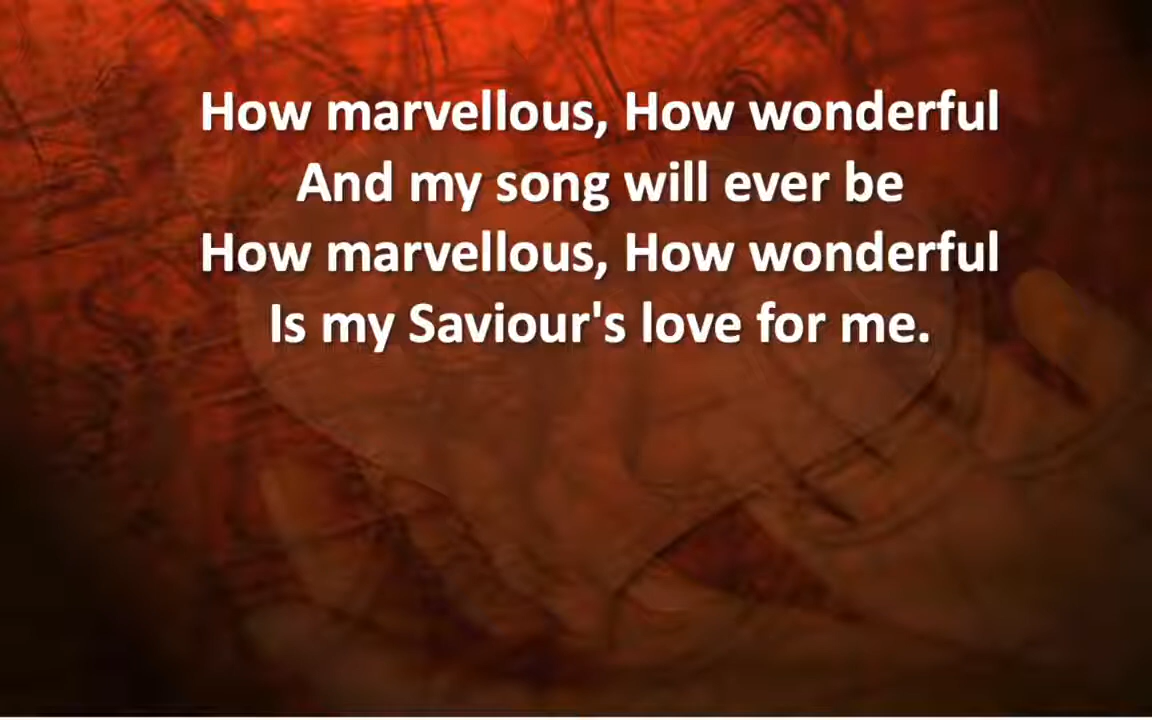 How marvellous, How wonderful
And my song will ever be
How marvellous, How wonderful
Is my Saviour's love for me.